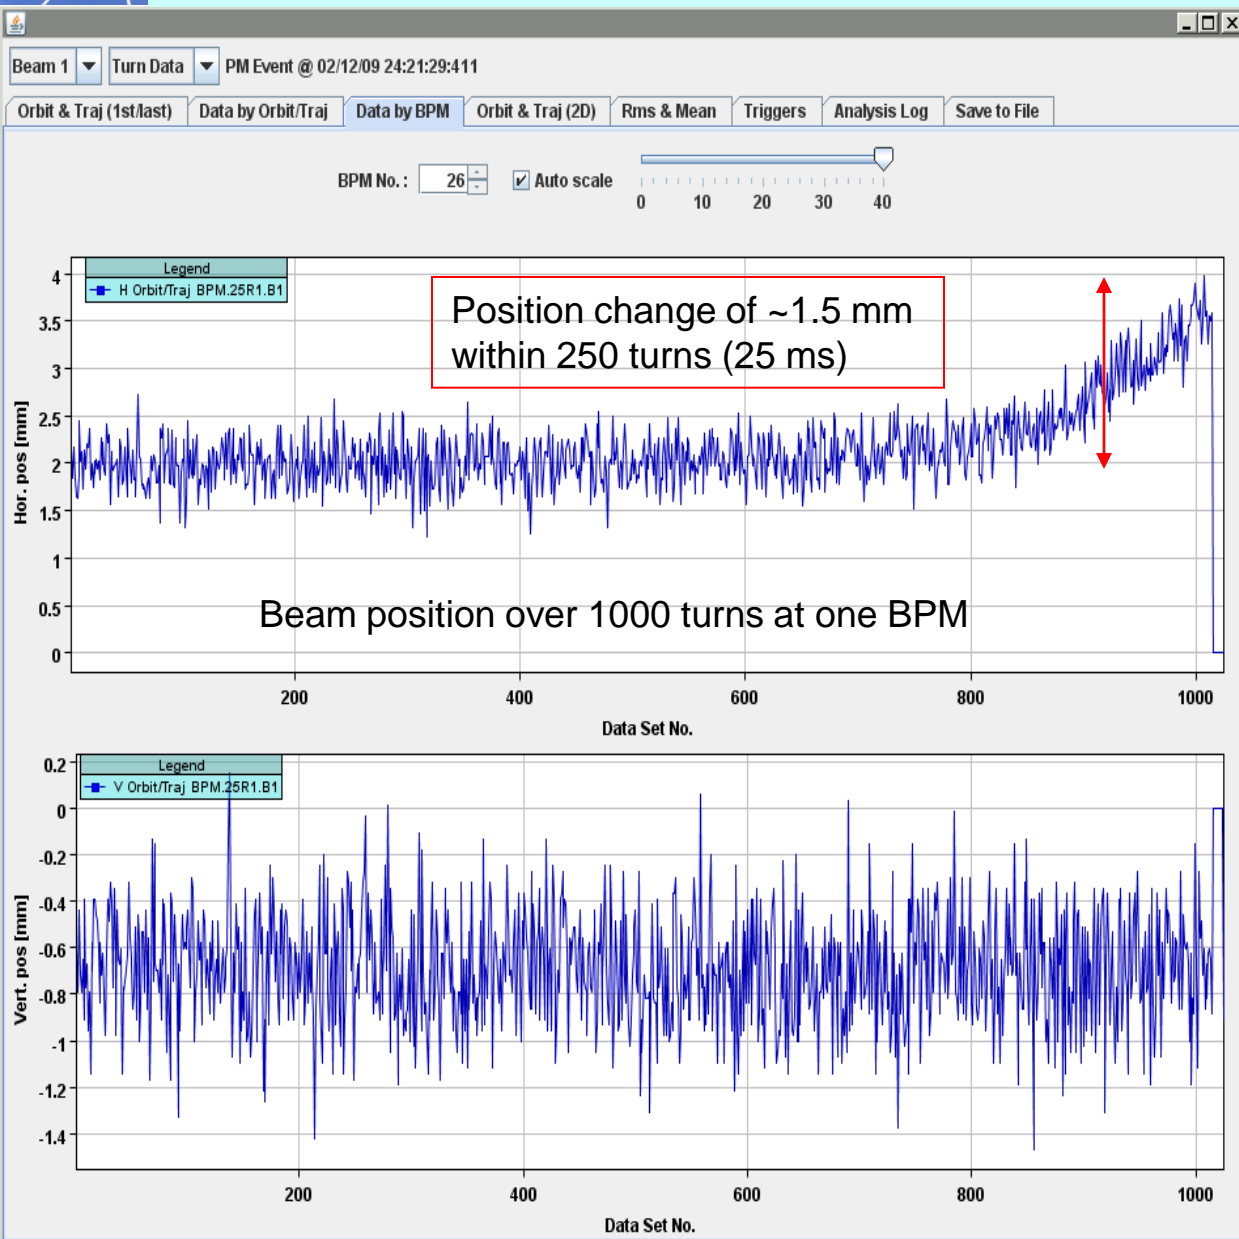 Beam 1 Turn Data PM Event @ 02/12/09 24:21:29:411
Orbit & Traj (1st/last) Data by Orbit/Traj Data by BPM Orbit & Traj (2D) Rms & Mean Triggers Analysis Log Save to File
BPM No. : 26 Auto scale
0 10 20 30 40
Legend
H Orbit/Traj BPM.25R1.B1
Position change of ~1.5 mm
within 250 turns (25 ms)
Hor. pos [mm]
4
3.5
3
2.5
2
1.5
1
0.5
0
Beam position over 1000 turns at one BPM
200 400 600 800 1000
Data Set No.
Legend
V Orbit/Traj BPM.25R1.B1
Vert. pos [mm]
0.2
0
-0.2
-0.4
-0.6
-0.8
-1
-1.2
-1.4
200 400 600 800 1000
Data Set No.